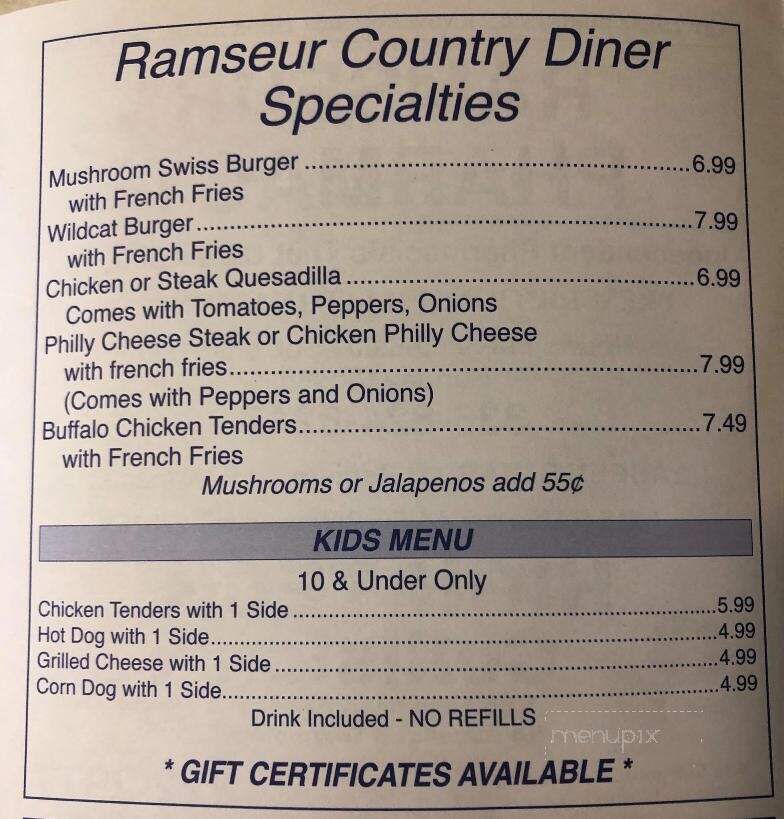 Ramseur Country Diner
Specialties
Mushroom Swiss Burger ........................................................6.99
with French Fries
Wildcat Burger........................................................................7.99
with French Fries
Chicken or Steak Quesadilla ...................................................6.99
Comes with Tomatoes, Peppers, Onions
Philly Cheese Steak or Chicken Philly Cheese
with french fries....................................................................7.99
(Comes with Peppers and Onions)
Buffalo Chicken Tenders..........................................................7.49
with French Fries
Mushrooms or Jalapenos add 55¢
KIDS MENU
10 & Under Only
Chicken Tenders with 1 Side ......................................................................5.99
Hot Dog with 1 Side....................................................................................4.99
Grilled Cheese with 1 Side .........................................................................4.99
Corn Dog with 1 Side..................................................................................4.99
Drink Included - NO REFILLS
menupix
* GIFT CERTIFICATES AVAILABLE *